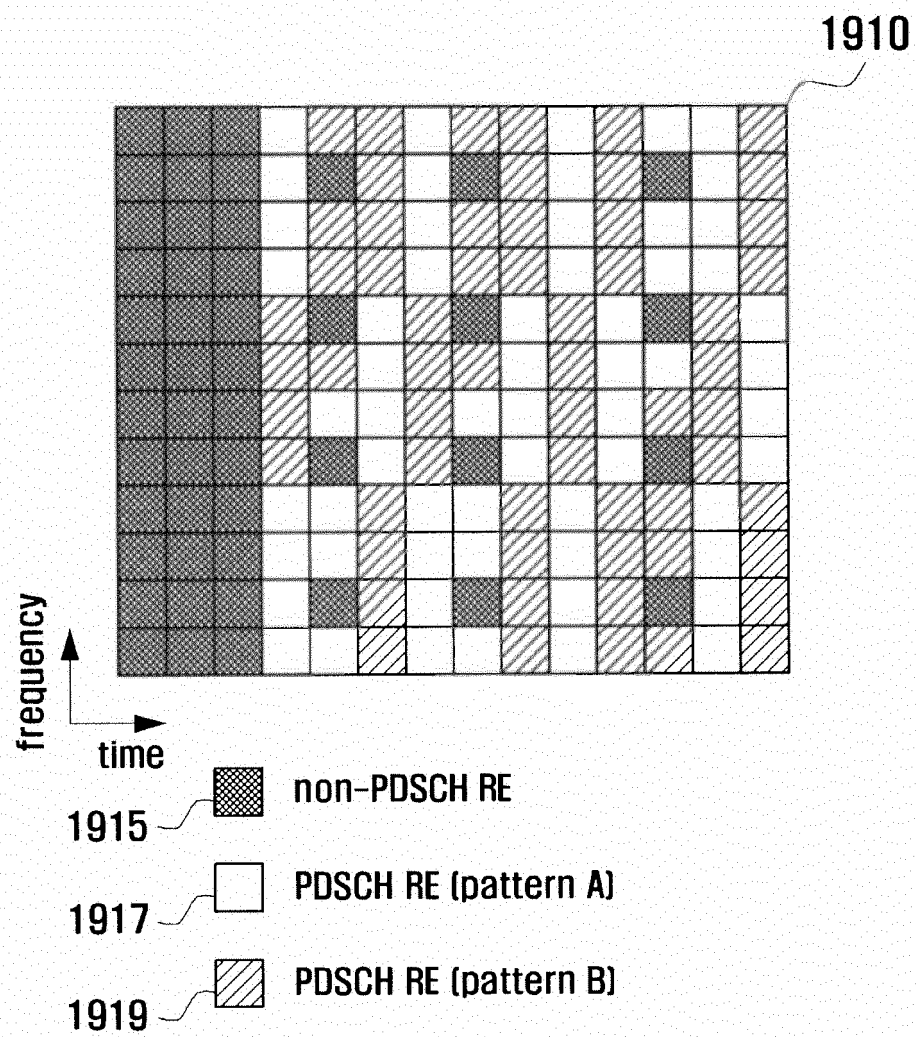 1910
frequency
time
non-PDSCH RE
1915
PDSCH RE (pattern A)
1917
PDSCH RE (pattern B)
1919